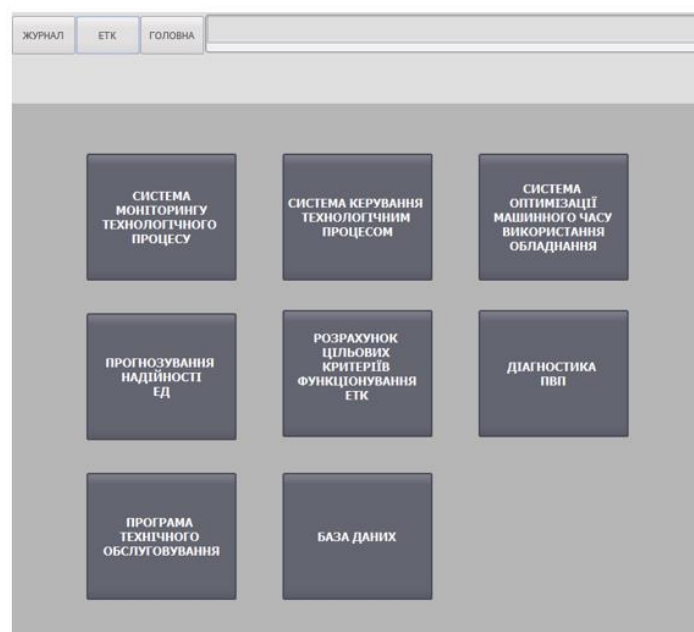 ЖУРНАЛ
ЕТК
ГОЛОВНА
СИСТЕМА
МОНІТОРИНГУ
ТЕХНОЛОГІЧНОГО
ПРОЦЕСУ
СИСТЕМА КЕРУВАННЯ
ТЕХНОЛОГІЧНИМ
ПРОЦЕСОМ
СИСТЕМА
ОПТИМІЗАЦІЇ
МАШИННОГО ЧАСУ
ВИКОРИСТАННЯ
ОБЛАДНАННЯ
ПРОГНОЗУВАННЯ
НАДІЙНОСТІ
ЕД
РОЗРАХУНОК
ЦІЛЬОВИХ
КРИТЕРІЇВ
ФУНКЦІОНУВАННЯ
ЕТК
ДІАГНОСТИКА
ПВП
ПРОГРАМА
ТЕХНІЧНОГО
ОБСЛУГОВУВАННЯ
БАЗА ДАНИХ